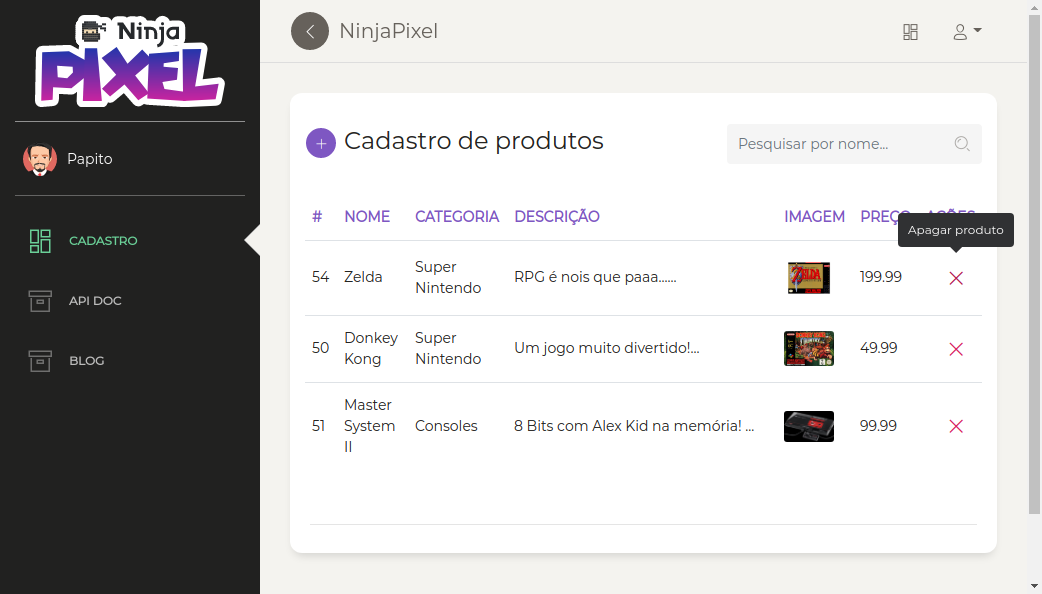 Ninja
PIXEL
NinjaPixel
Papito
CADASTRO
API DOC
BLOG
Cadastro de produtos
Pesquisar por nome...
# NOME CATEGORIA DESCRIÇÃO IMAGEM PREÇO AÇÕES
Apagar produto
54 Zelda Super
Nintendo RPG é nois que paaa...... ZELDA 199.99
50 Donkey
Kong Super
Nintendo Um jogo muito divertido!... 49.99
51 Master
System
II Consoles 8 Bits com Alex Kid na memória! ... 99.99